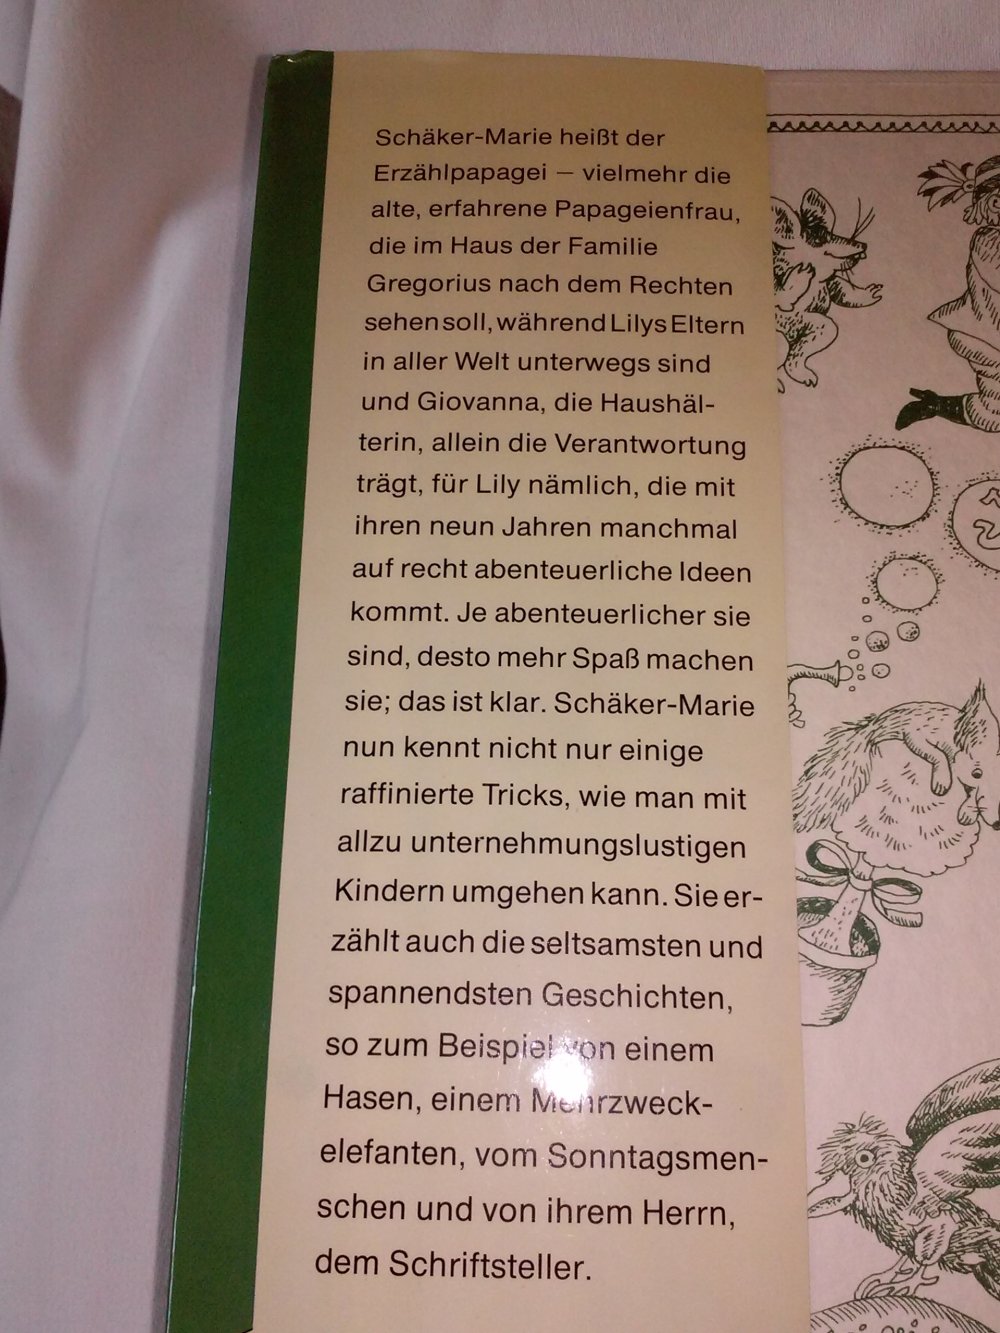 Schäker-Marie heißt der
Erzählpapagei – vielmehr die
alte, erfahrene Papageienfrau,
die im Haus der Familie
Gregorius nach dem Rechten
sehen soll, während Lilys Eltern
in aller Welt unterwegs sind
und Giovanna, die Haushäl-
terin, allein die Verantwortung
trägt, für Lily nämlich, die mit
ihren neun Jahren manchmal
auf recht abenteuerliche Ideen
kommt. Je abenteuerlicher sie
sind, desto mehr Spaß machen
sie; das ist klar. Schäker-Marie
nun kennt nicht nur einige
raffinierte Tricks, wie man mit
allzu unternehmungslustigen
Kindern umgehen kann. Sie er-
zählt auch die seltsamsten und
spannendsten Geschichten,
so zum Beispiel von einem
Hasen, einem Mehrzweck-
elefanten, vom Sonntagsmen-
schen und von ihrem Herrn,
dem Schriftsteller.